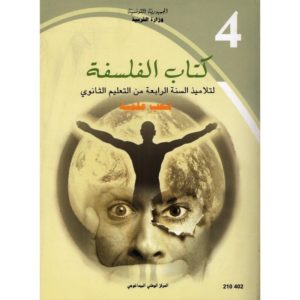 الجمهورية التونسية
وزارة التربية
4
كتاب الفلسفة
لتلاميذ السنة الرابعة من التعليم الثانوي
شعب علمية
المركز الوطني البيداغوجي
210 402